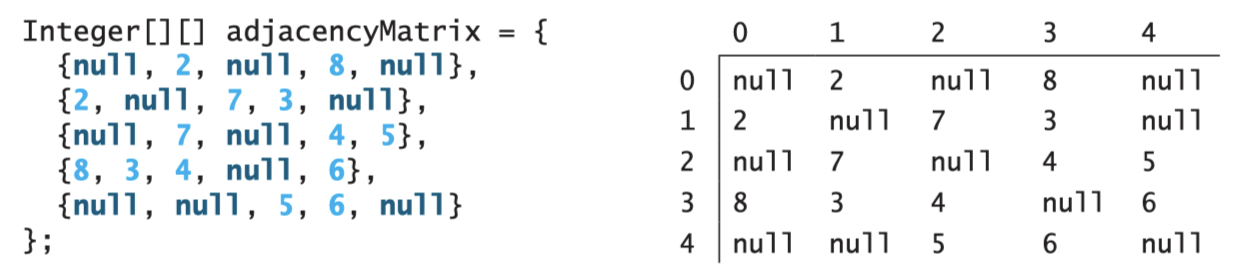 Integer[][] adjacencyMatrix = {
{null, 2, null, 8, null},
{2, null, 7, 3, null},
{null, 7, null, 4, 5},
{8, 3, 4, null, 6},
{null, null, 5, 6, null}
};
0 1 2 3 4
0 null 2 null 8 null
1 2 null 7 3 null
2 null 7 null 4 5
3 8 3 4 null 6
4 null null 5 6 null